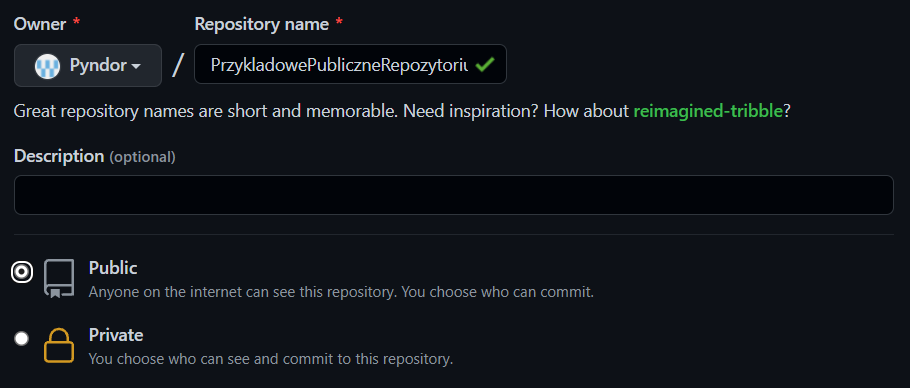 Owner * Repository name *
Pyndor / PrzykladowePubliczneRepozytoriu
Great repository names are short and memorable. Need inspiration? How about reimagined-tribble?
Description (optional)
Public
Anyone on the internet can see this repository. You choose who can commit.
Private
You choose who can see and commit to this repository.